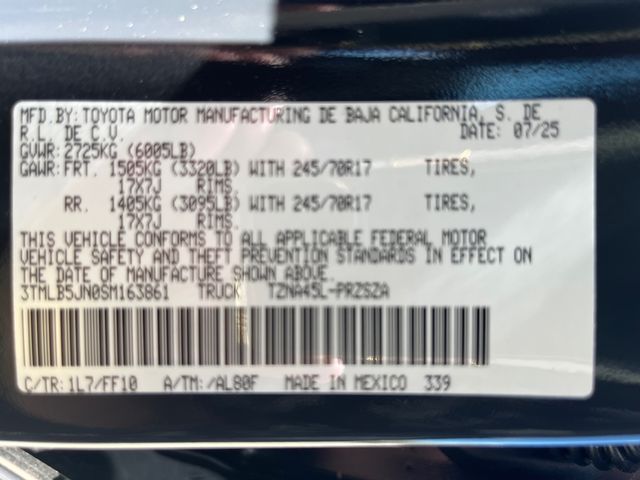 MFD.BY:TOYOTA MOTOR MANUFACTURING DE BAJA CALIFORNIA, S. DE
R.L. DE C.V. DATE: 07/25
GVWR:2725KG (6005LB)
GAWR:FRT. 1505KG (3320LB) WITH 245/70R17 TIRES,
17X7J RIMS.
RR. 1405KG (3095LB) WITH 245/70R17 TIRES,
17X7J RIMS.
THIS VEHICLE CONFORMS TO ALL APPLICABLE FEDERAL MOTOR
VEHICLE SAFETY AND THEFT PREVENTION STANDARDS IN EFFECT ON
THE DATE OF MANUFACTURE SHOWN ABOVE.
3TMLB5JN0SM163861 TRUCK TZNA45L-PRZSZA
C/TR:1L7/FF10 A/TM:/AL80F MADE IN MEXICO 339